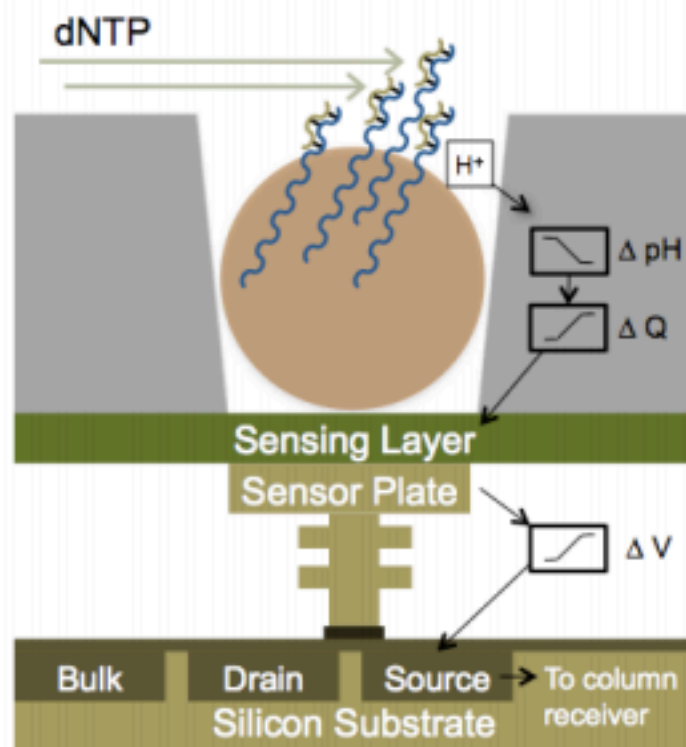 dNTP
H⁺
Δ pH
Δ Q
Sensing Layer
Sensor Plate
Δ V
Bulk
Drain
Source
To column
receiver
Silicon Substrate